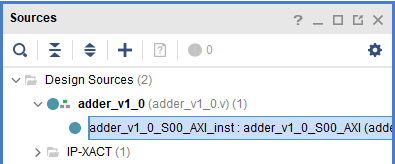 Sources
? _ □ ×
0
Design Sources (2)
adder_v1_0 (adder_v1_0.v) (1)
adder_v1_0_S00_AXI_inst : adder_v1_0_S00_AXI (adde
IP-XACT (1)